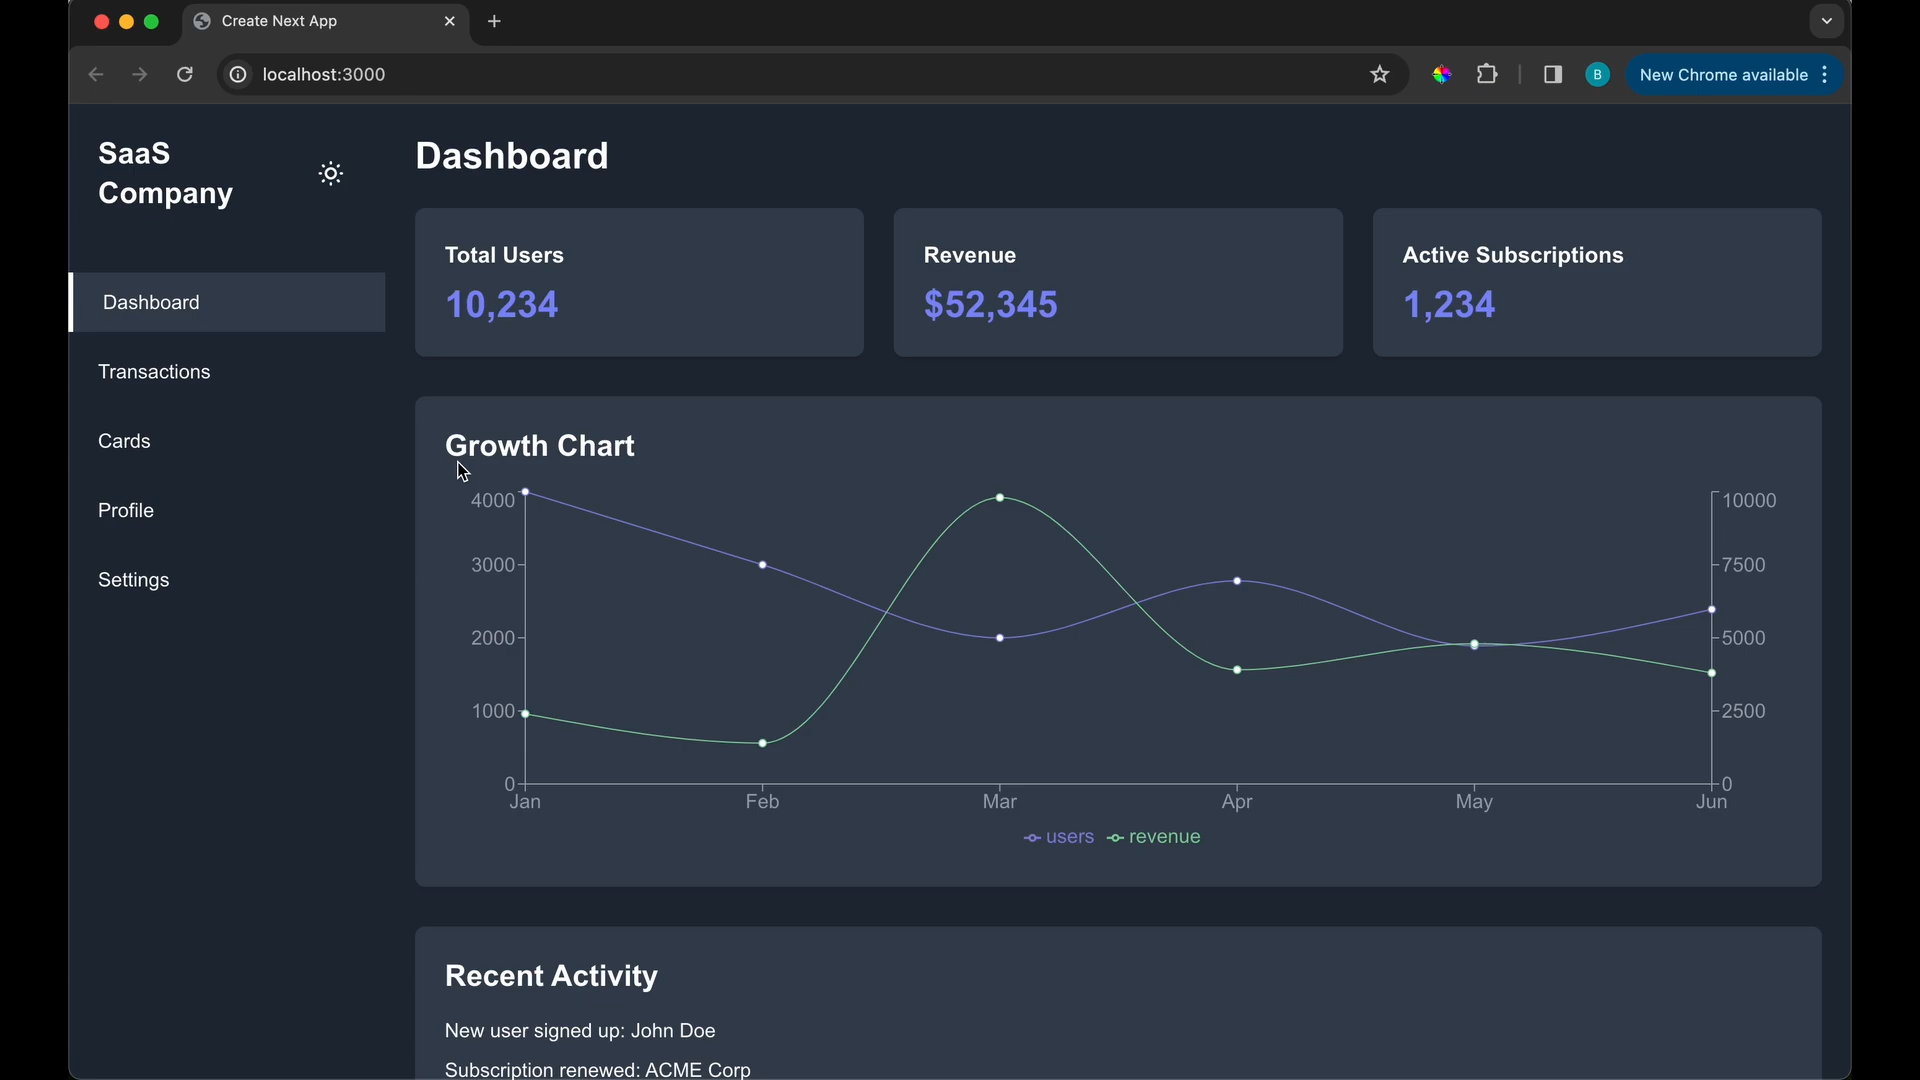 Create Next App
localhost:3000
B
New Chrome available
SaaS
Company
Dashboard
Transactions
Cards
Profile
Settings
Dashboard
Total Users
10,234
Revenue
$52,345
Active Subscriptions
1,234
Growth Chart
4000
3000
2000
1000
0
10000
7500
5000
2500
0
Jan
Feb
Mar
Apr
May
Jun
users
revenue
Recent Activity
New user signed up: John Doe
Subscription renewed: ACME Corp